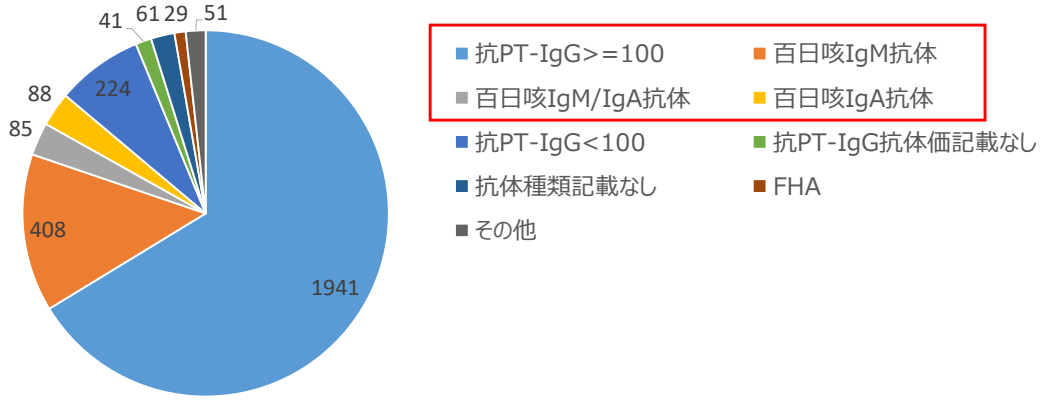 41 61 29 51
88
224
85
408
1941
抗PT-IgG>=100 百日咳IgM抗体
百日咳IgM/IgA抗体 百日咳IgA抗体
抗PT-IgG<100 抗PT-IgG抗体価記載なし
抗体種類記載なし FHA
その他